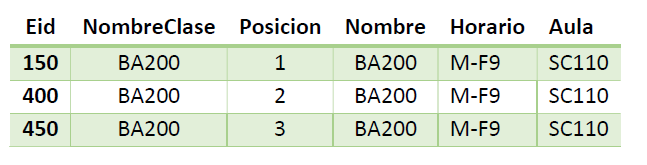 Eid NombreClase Posicion Nombre Horario Aula
150 BA200 1 BA200 M-F9 SC110
400 BA200 2 BA200 M-F9 SC110
450 BA200 3 BA200 M-F9 SC110